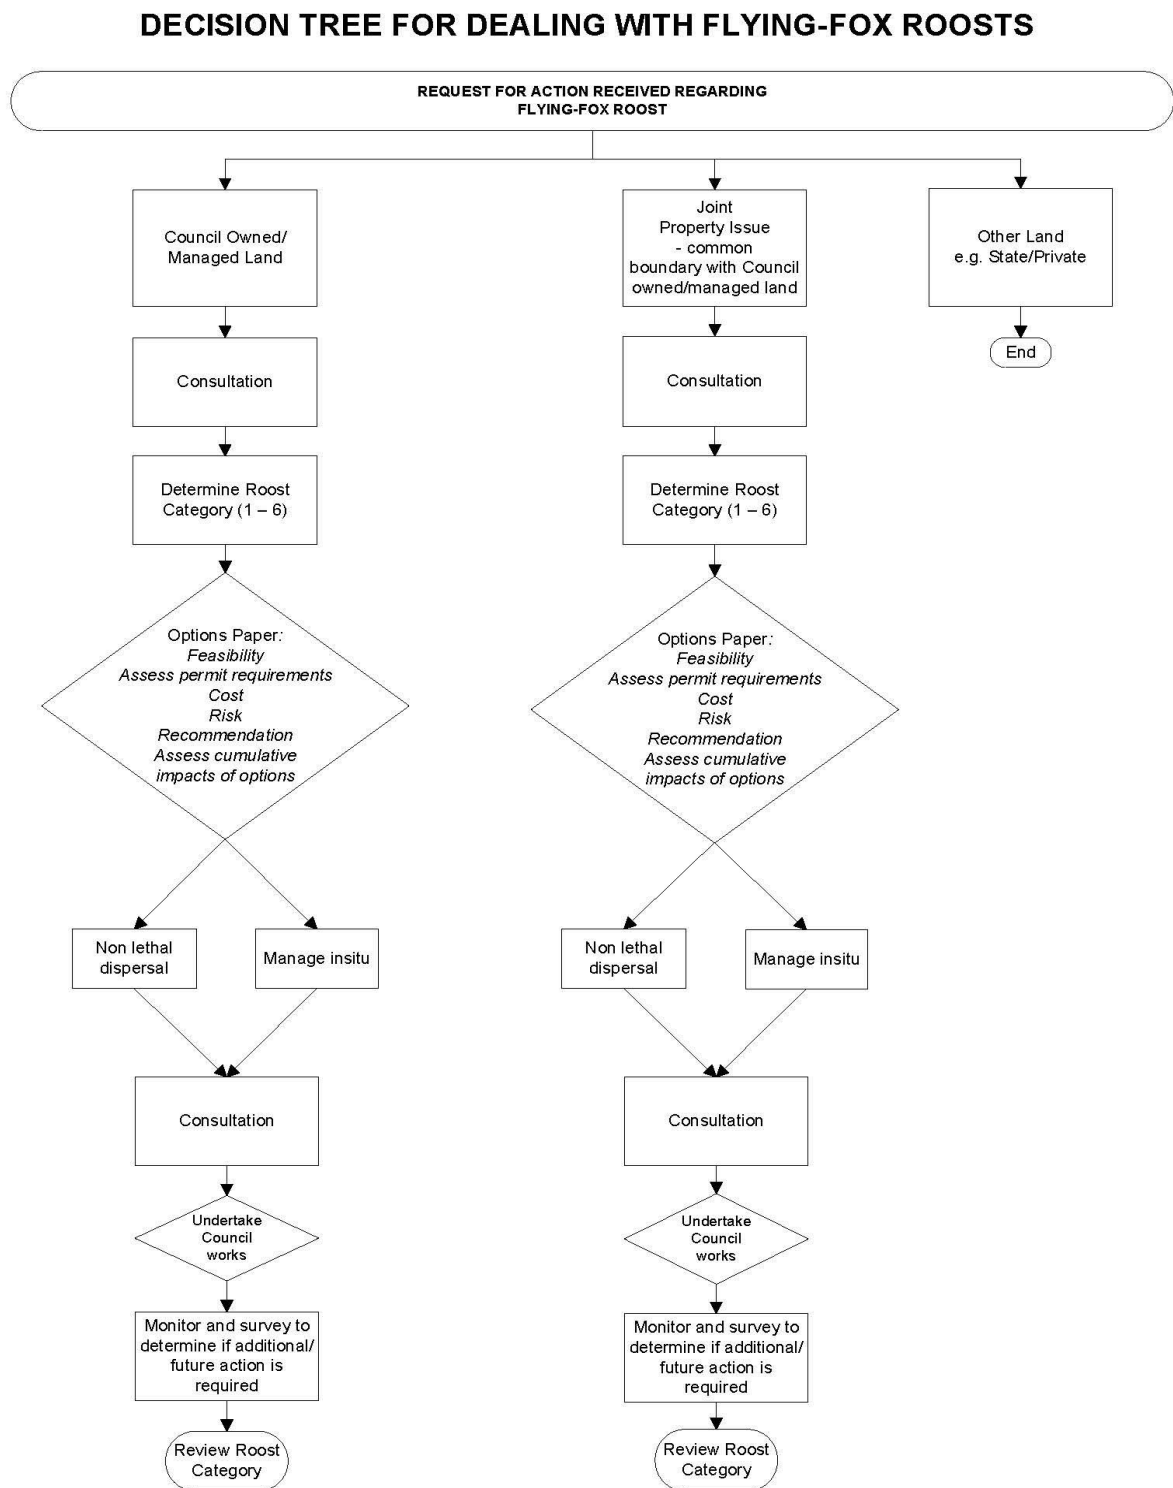 DECISION TREE FOR DEALING WITH FLYING-FOX ROOSTS
REQUEST FOR ACTION RECEIVED REGARDING
FLYING-FOX ROOST
Council Owned/
Managed Land
Consultation
Determine Roost
Category (1 – 6)
Options Paper:
Feasibility
Assess permit requirements
Cost
Risk
Recommendation
Assess cumulative
impacts of options
Non lethal
dispersal
Manage insitu
Consultation
Undertake
Council
works
Monitor and survey to
determine if additional/
future action is
required
Review Roost
Category
Joint
Property Issue
- common
boundary with Council
owned/managed land
Consultation
Determine Roost
Category (1 – 6)
Options Paper:
Feasibility
Assess permit requirements
Cost
Risk
Recommendation
Assess cumulative
impacts of options
Non lethal
dispersal
Manage insitu
Consultation
Undertake
Council
works
Monitor and survey to
determine if additional/
future action is
required
Review Roost
Category
Other Land
e.g. State/Private
End